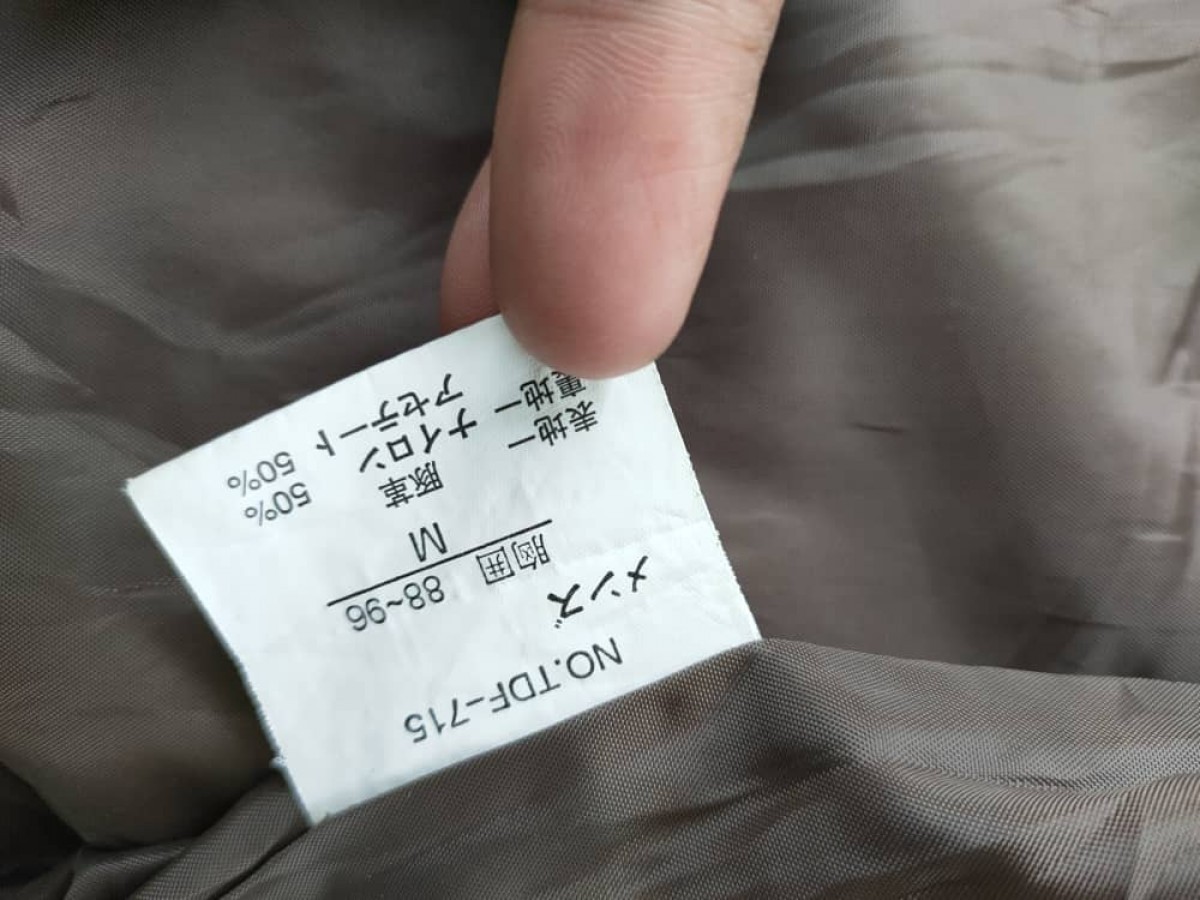 NO.TDF-715
メンズ
胸囲 88~96
M
表地ー 豚革
裏地ー ナイロン 50%
アセテート 50%